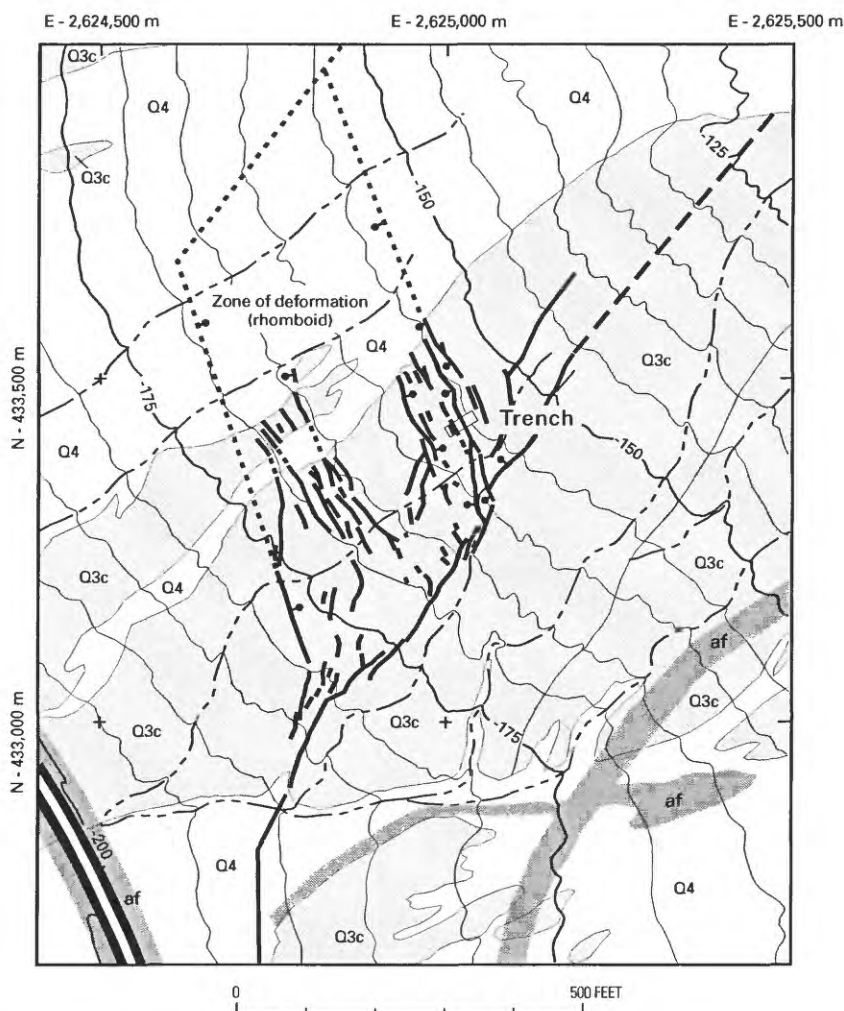 E - 2,624,500 m
E - 2,625,000 m
E - 2,625,500 m
Q3c
Q4
Q4
-125
Q3c
-150
Zone of deformation
(rhomboid)
Q4
Q3c
N - 433,500 m
-175
Trench
Q4
-150
Q3c
Q4
Q3c
af
Q3c
N - 433,000 m
Q3c
Q3c
-175
af
-200
af
Q4
Q4
Q3c
0
500 FEET